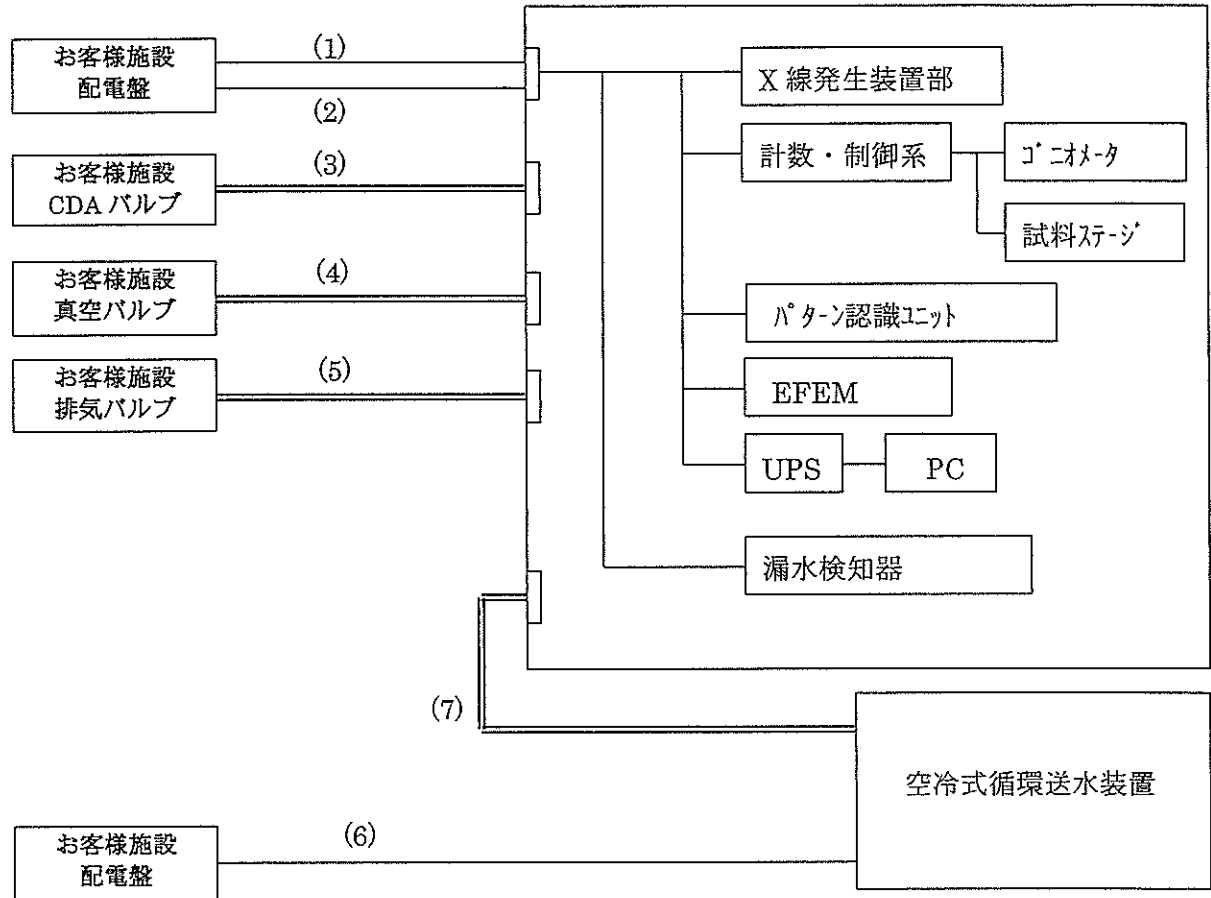 お客様施設
配電盤
(1)
(2)
お客様施設
CDA バルブ
(3)
お客様施設
真空バルブ
(4)
お客様施設
排気バルブ
(5)
X 線発生装置部
計数・制御系
ｺﾞﾆｵﾒｰﾀ
試料ｽﾃｰｼﾞ
ﾊﾟﾀｰﾝ認識ﾕﾆｯﾄ
EFEM
UPS
PC
漏水検知器
(7)
空冷式循環送水装置
お客様施設
配電盤
(6)